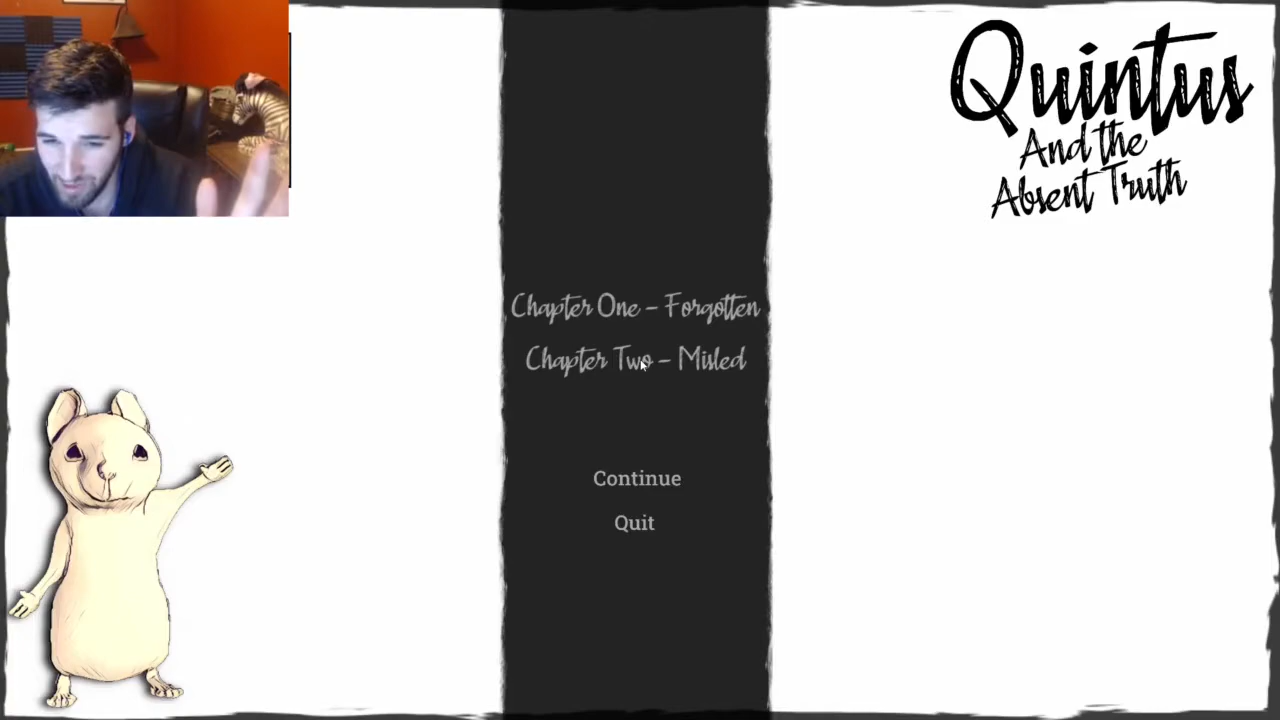 Quintus
And the
Absent Truth
Chapter One - Forgotten
Chapter Two - Misled
Continue
Quit